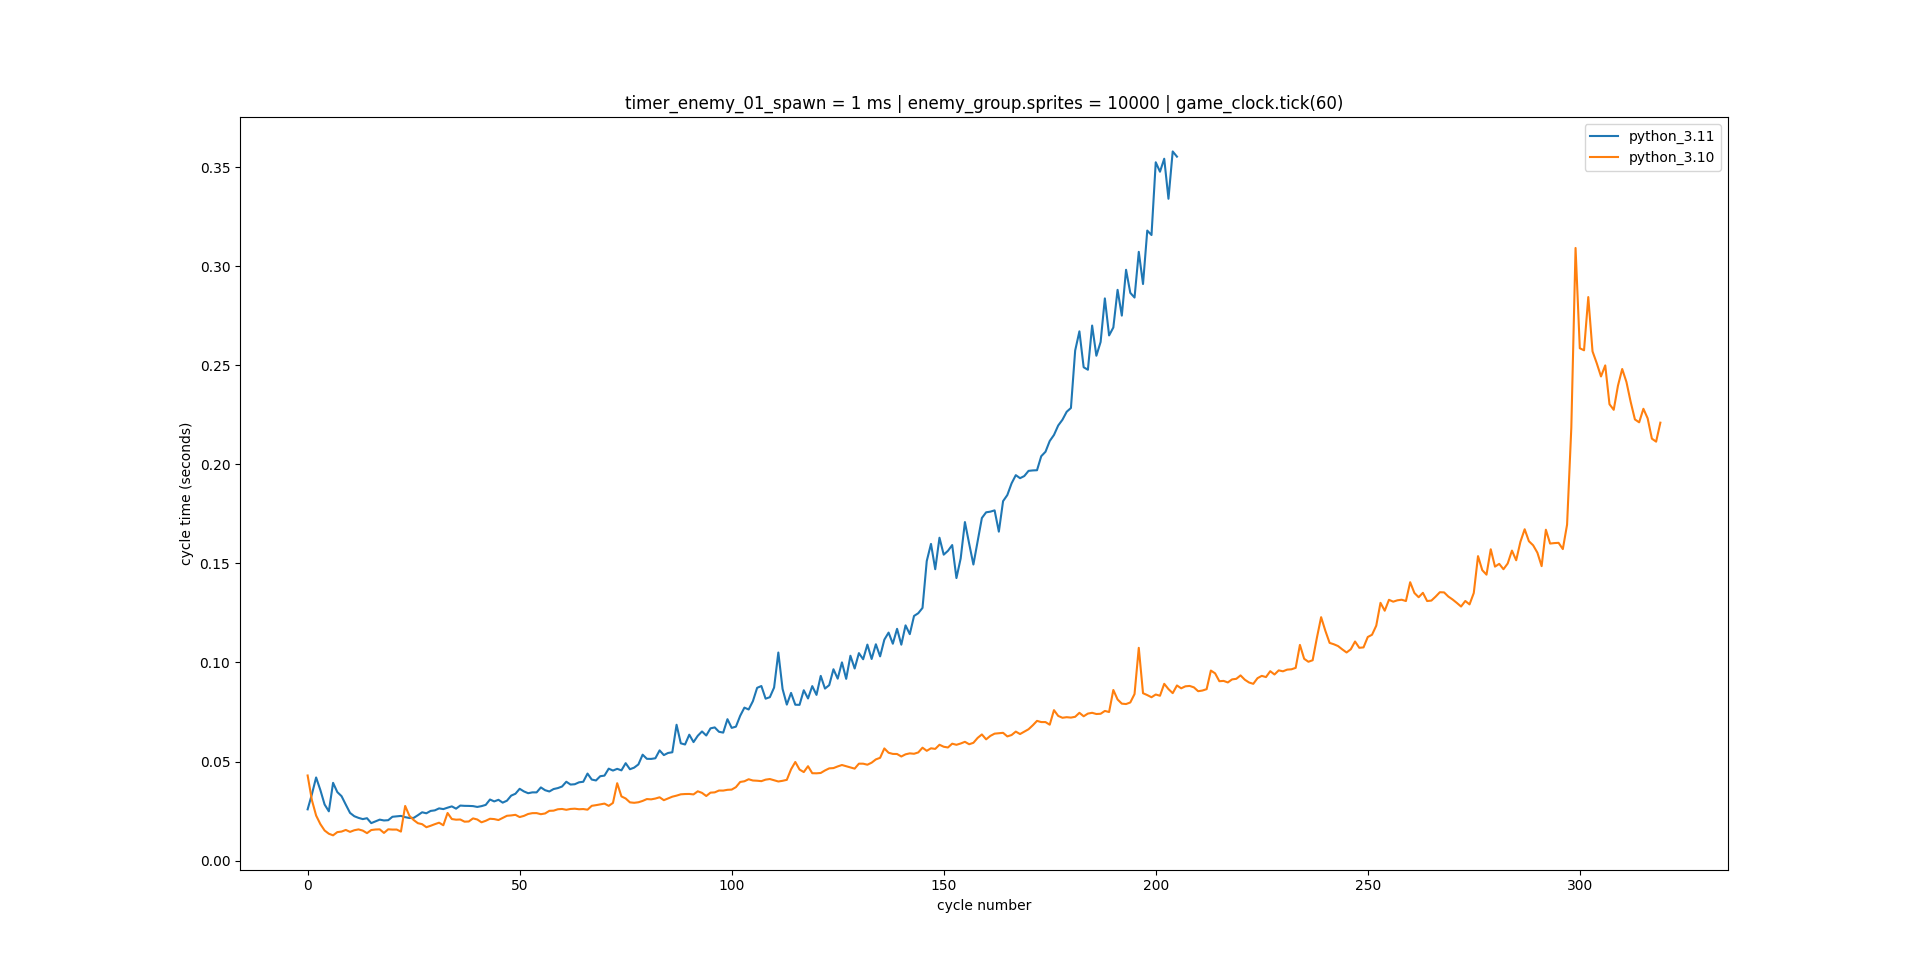 timer_enemy_01_spawn = 1 ms | enemy_group.sprites = 10000 | game_clock.tick(60)
python_3.11
python_3.10
0.35
0.30
0.25
0.20
0.15
0.10
0.05
0.00
cycle time (seconds)
0 50 100 150 200 250 300
cycle number